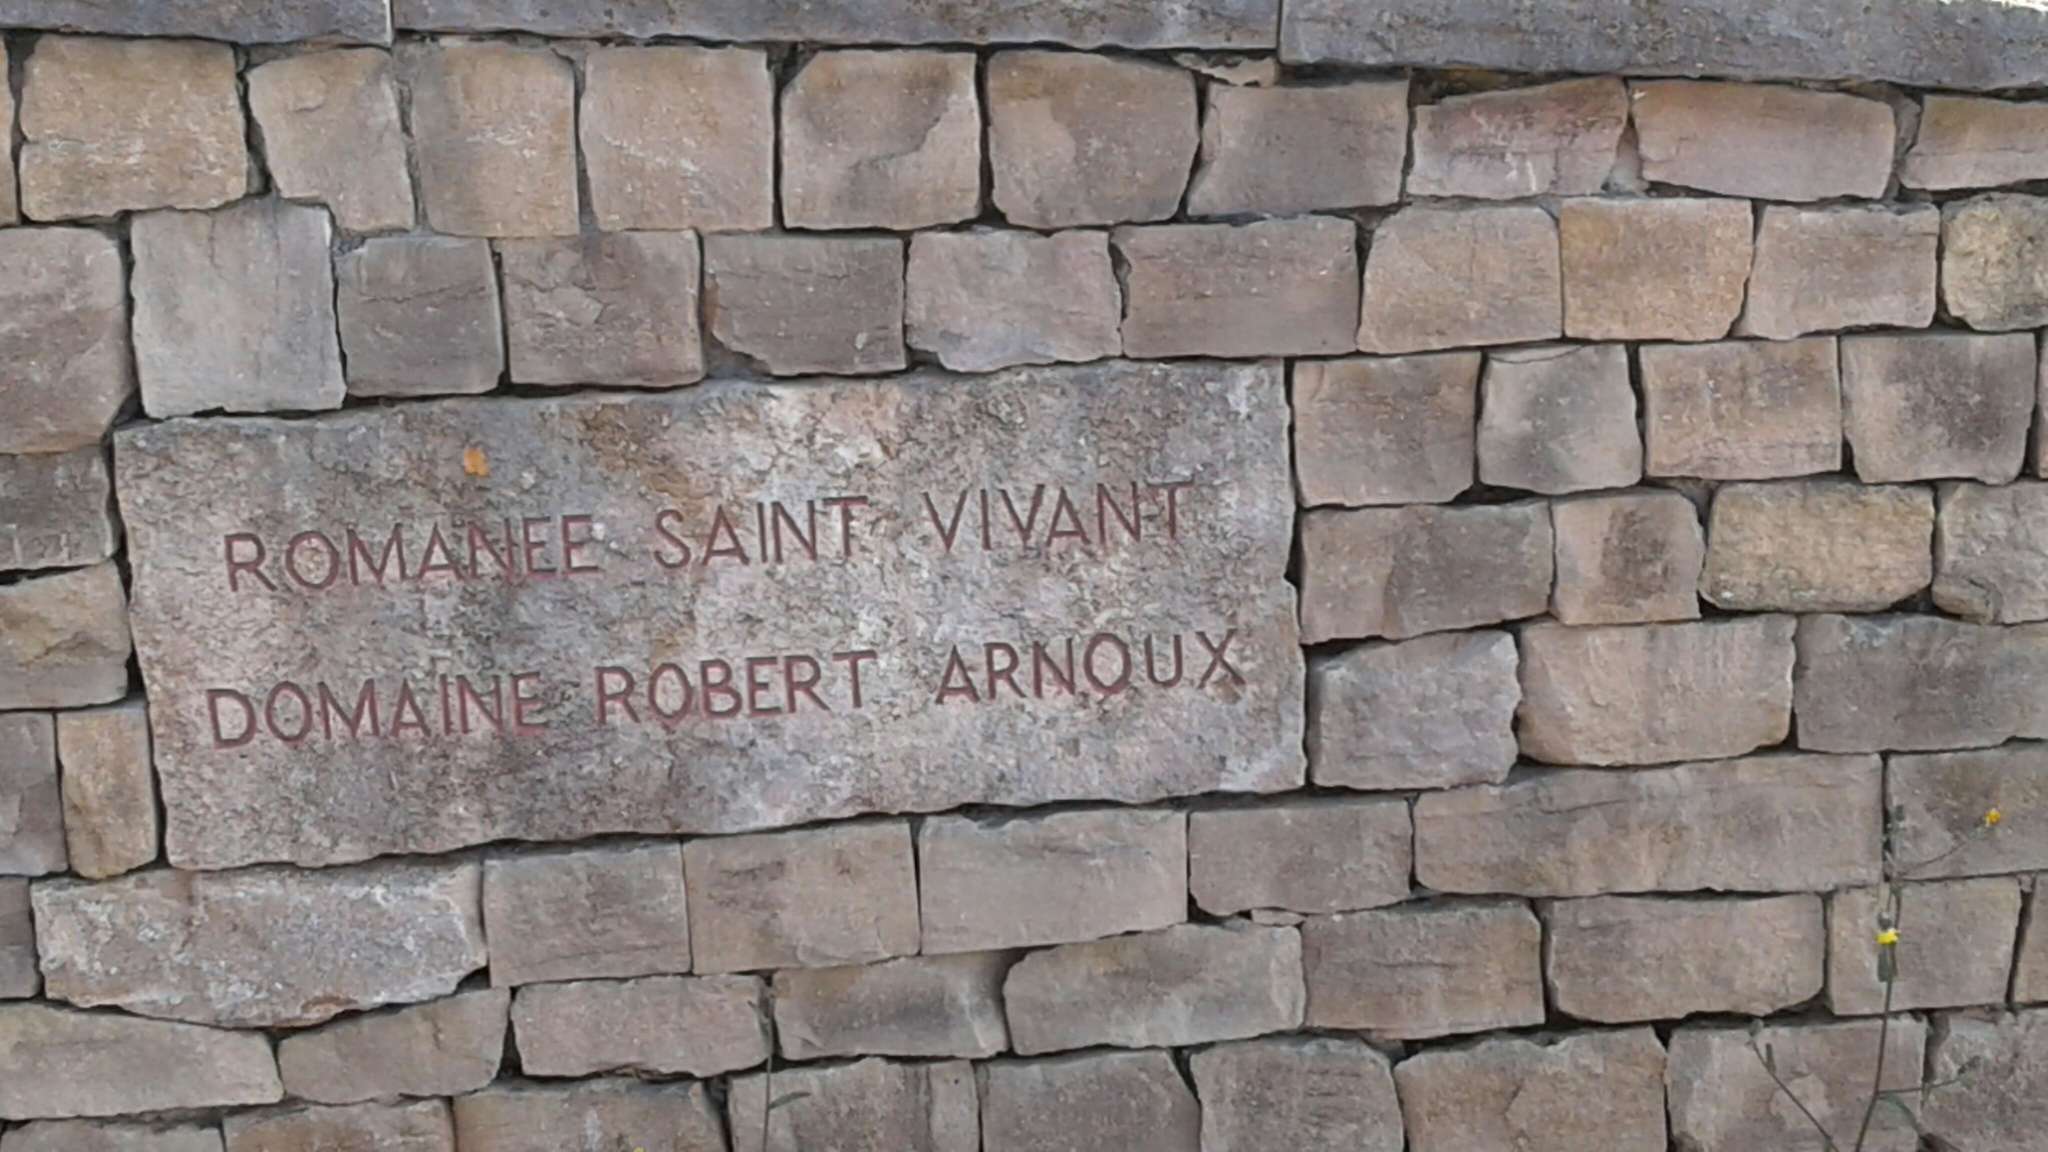 ROMANEE SAINT VIVANT
DOMAINE ROBERT ARNOUX